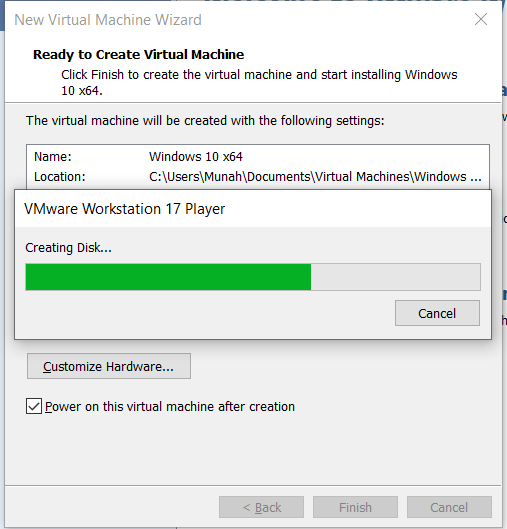 New Virtual Machine Wizard
Ready to Create Virtual Machine
Click Finish to create the virtual machine and start installing Windows
10 x64.
The virtual machine will be created with the following settings:
Name: Windows 10 x64
Location: C:\Users\Munah\Documents\Virtual Machines\Windows ...
VMware Workstation 17 Player
Creating Disk...
Cancel
Customize Hardware...
Power on this virtual machine after creation
< Back Finish Cancel